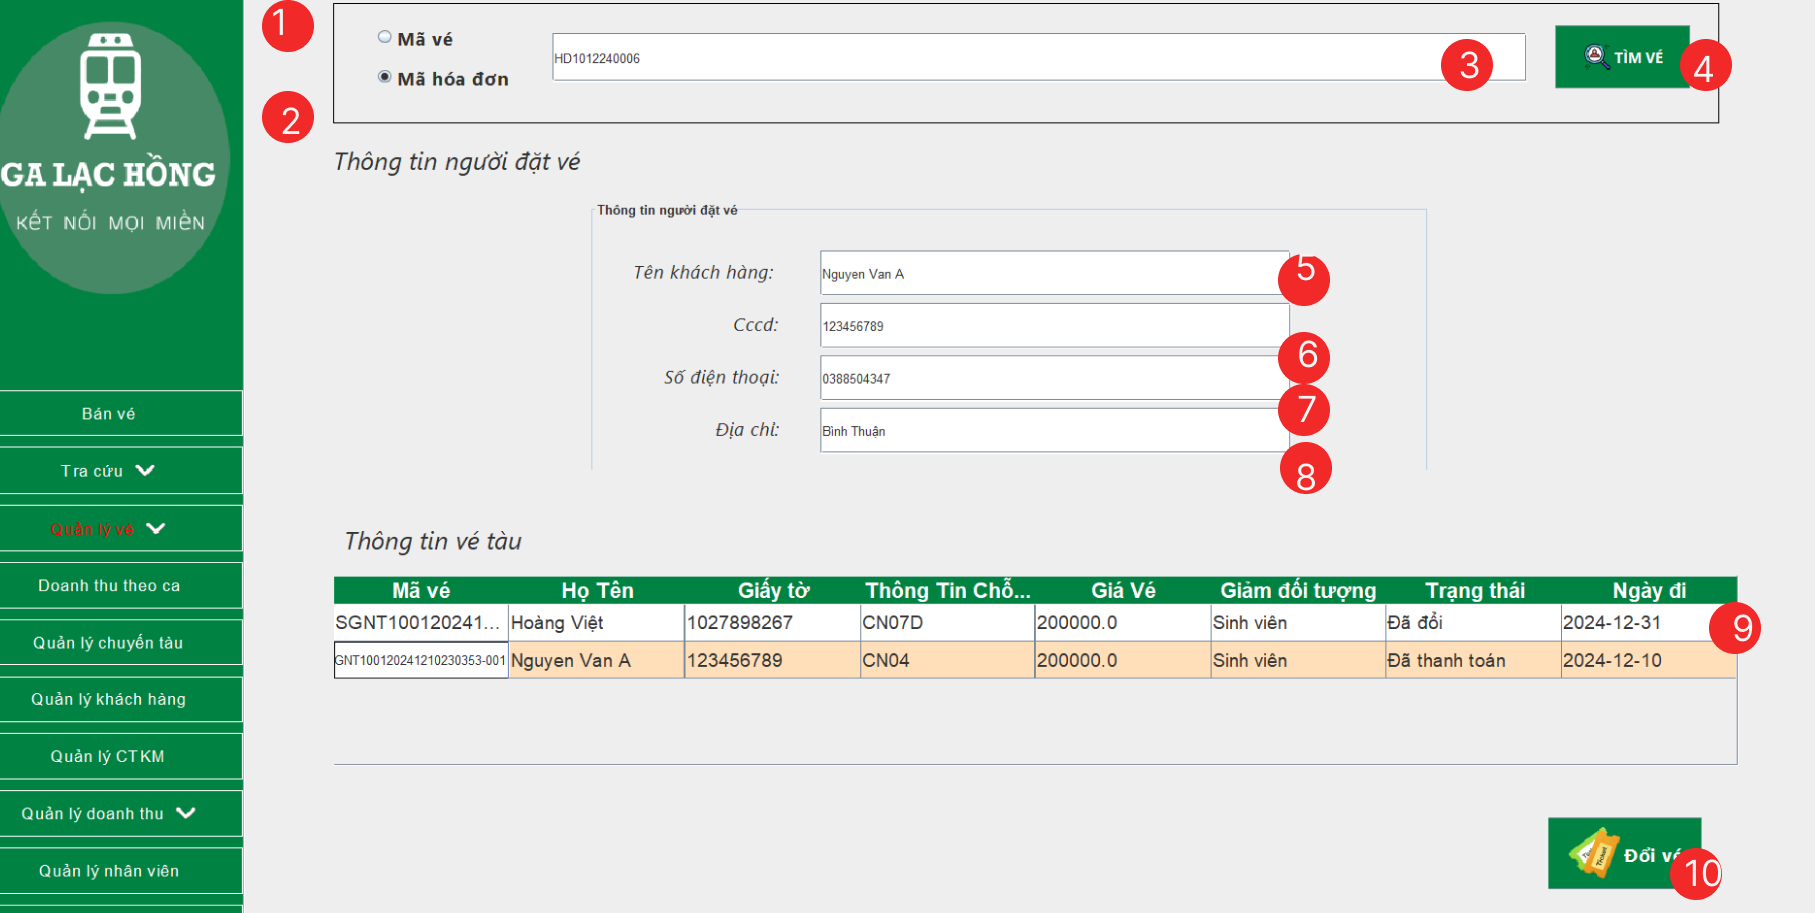 GA LẠC HỒNG
KẾT NỐI MỌI MIỀN
Bán vé
Tra cứu
Quản lý vé
Doanh thu theo ca
Quản lý chuyến tàu
Quản lý khách hàng
Quản lý CTKM
Quản lý doanh thu
Quản lý nhân viên
1
Mã vé
2
Mã hóa đơn
HD1012240006
3
TÌM VÉ
4
Thông tin người đặt vé
Thông tin người đặt vé
Tên khách hàng: Nguyen Van A 5
Cccd: 123456789 6
Số điện thoại: 0388504347 7
Địa chỉ: Bình Thuận 8
Thông tin vé tàu
Mã vé Họ Tên Giấy tờ Thông Tin Chỗ... Giá Vé Giảm đối tượng Trạng thái Ngày đi
SGNT100120241... Hoàng Việt 1027898267 CN07D 200000.0 Sinh viên Đã đổi 2024-12-31 9
GNT100120241210230353-001 Nguyen Van A 123456789 CN04 200000.0 Sinh viên Đã thanh toán 2024-12-10
Ticket
Đổi vé
10